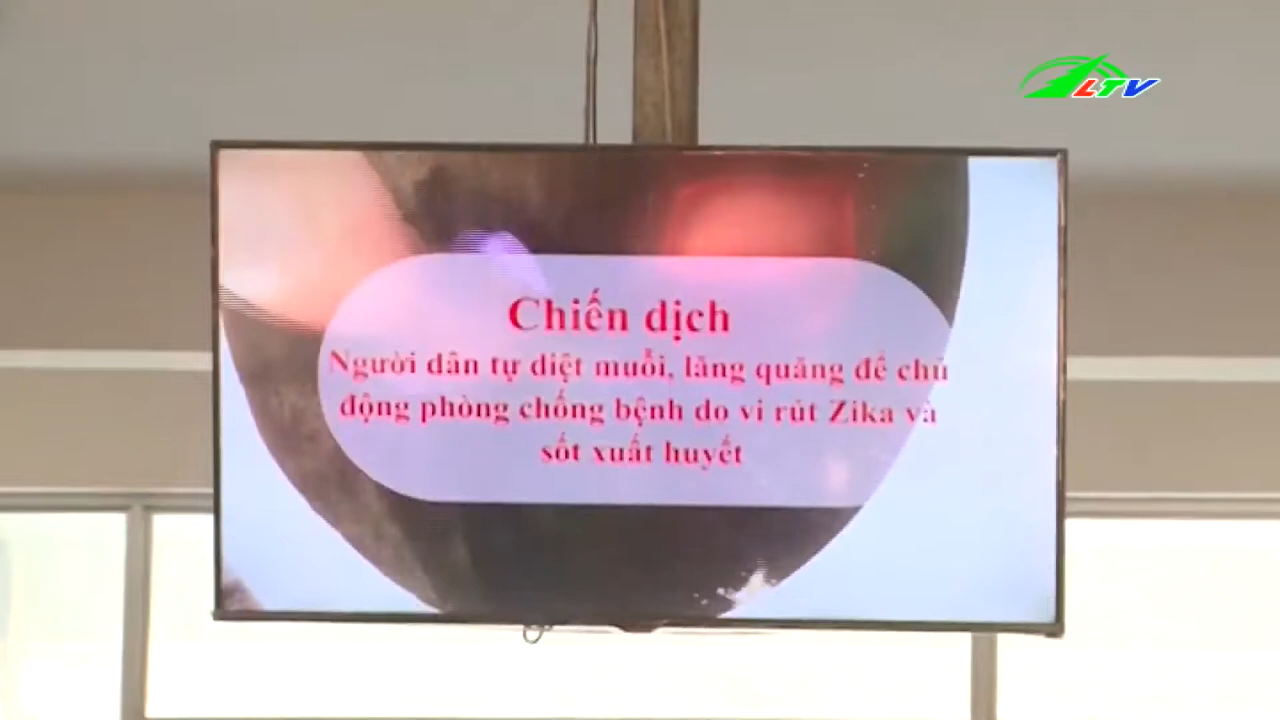 LTV
Chiến dịch
Người dân tự diệt muỗi, lăng quăng để chủ
động phòng chống bệnh do vi rút Zika và
sốt xuất huyết